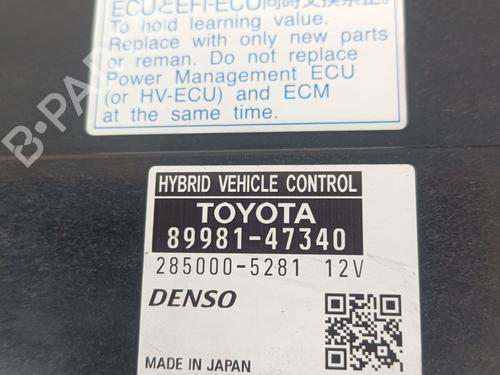 ECUとEFI-ECU同時交換禁止。
To hold learning value.
Replace with only new parts
or reman. Do not replace
Power Management ECU
(or HV-ECU) and ECM
at the same time.
HYBRID VEHICLE CONTROL
TOYOTA
89981-47340
285000-5281 12V
DENSO
MADE IN JAPAN
B-PARTS